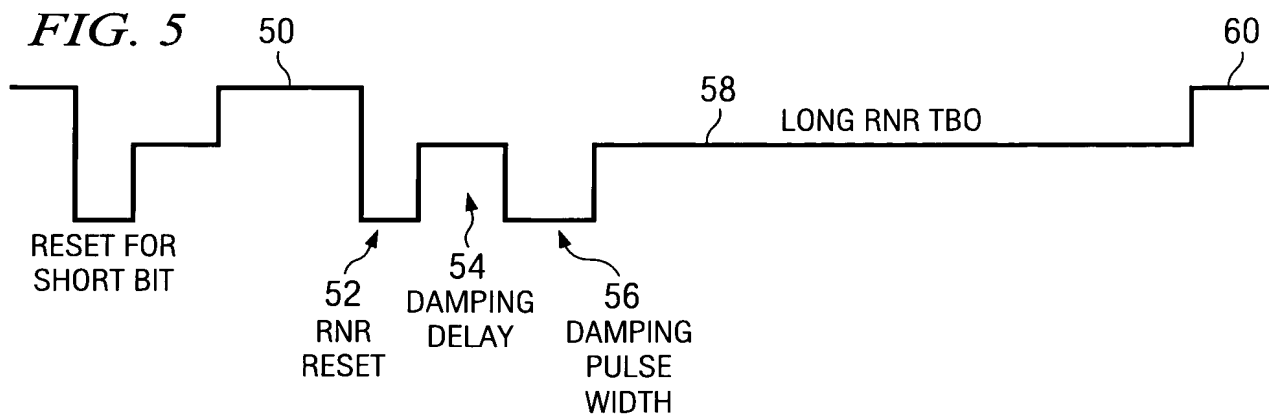 FIG. 5
50
60
58
LONG RNR TBO
RESET FOR
SHORT BIT
52
RNR
RESET
54
DAMPING
DELAY
56
DAMPING
PULSE
WIDTH